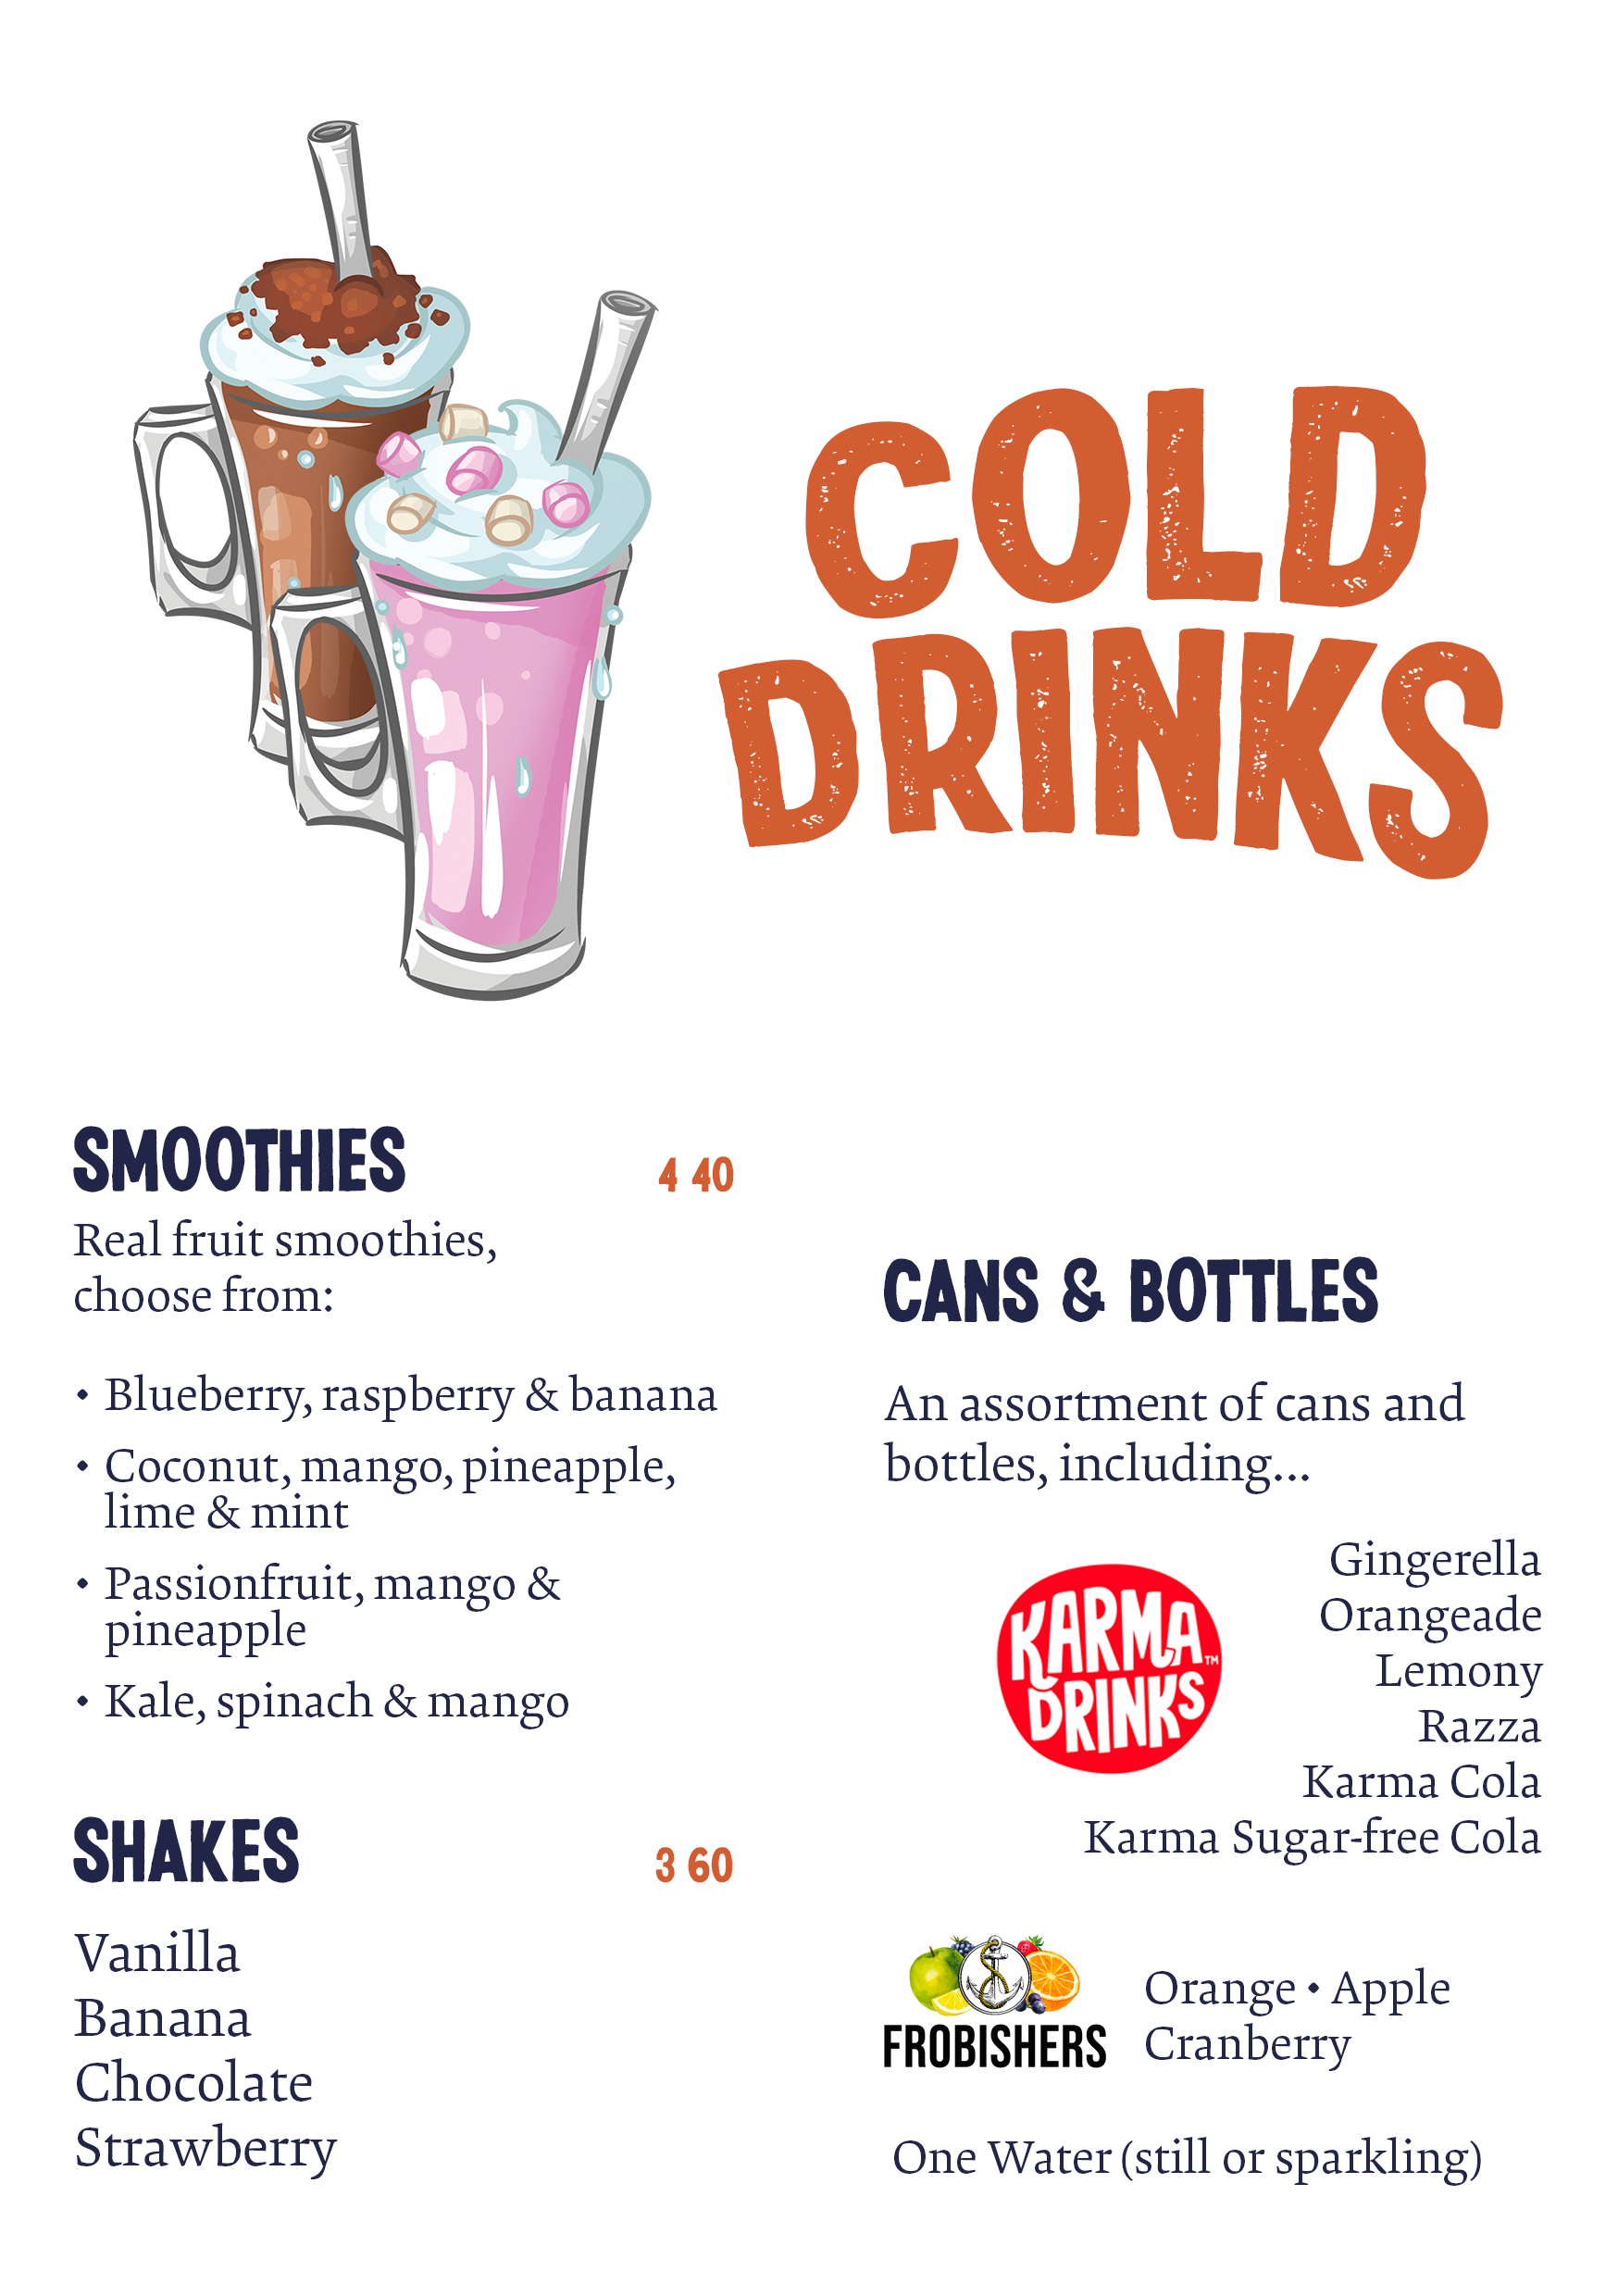 COLD
DRINKS
SMOOTHIES 4 40
Real fruit smoothies,
choose from:
• Blueberry, raspberry & banana
• Coconut, mango, pineapple,
lime & mint
• Passionfruit, mango &
pineapple
• Kale, spinach & mango
SHAKES 3 60
Vanilla
Banana
Chocolate
Strawberry
CANS & BOTTLES
An assortment of cans and
bottles, including...
KARMA
DRINKS
TM
Gingerella
Orangeade
Lemony
Razza
Karma Cola
Karma Sugar-free Cola
FROBISHERS
Orange • Apple
Cranberry
One Water (still or sparkling)